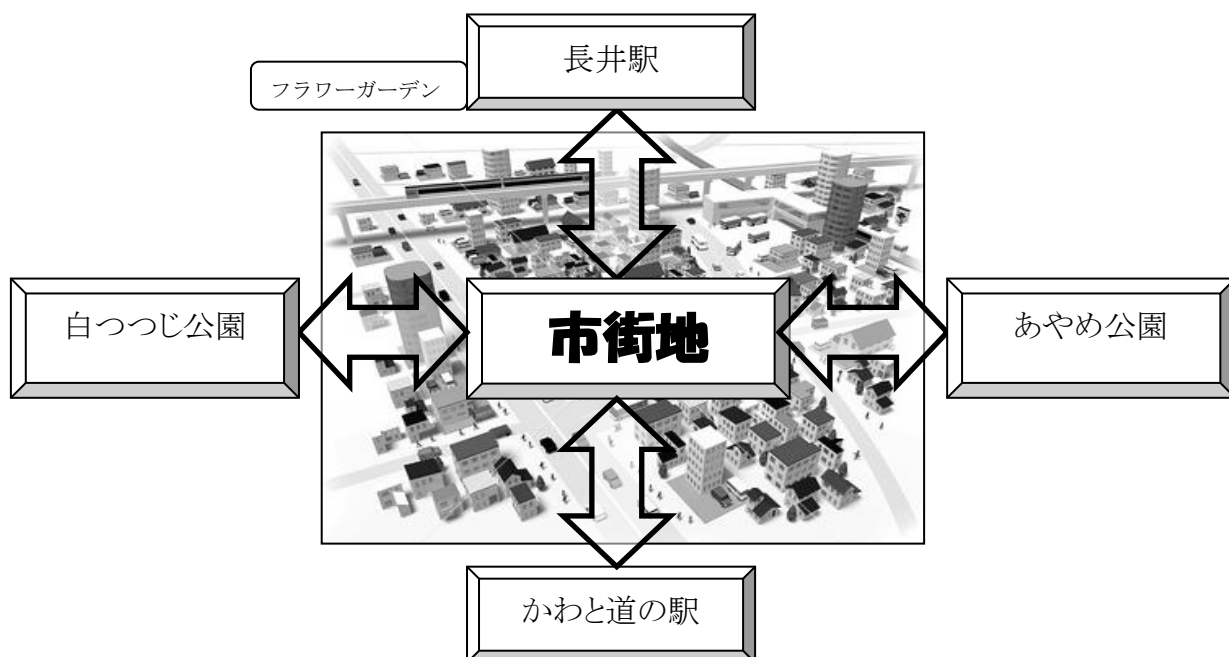 長井駅
フラワーガーデン
白つつじ公園
市街地
あやめ公園
かわと道の駅